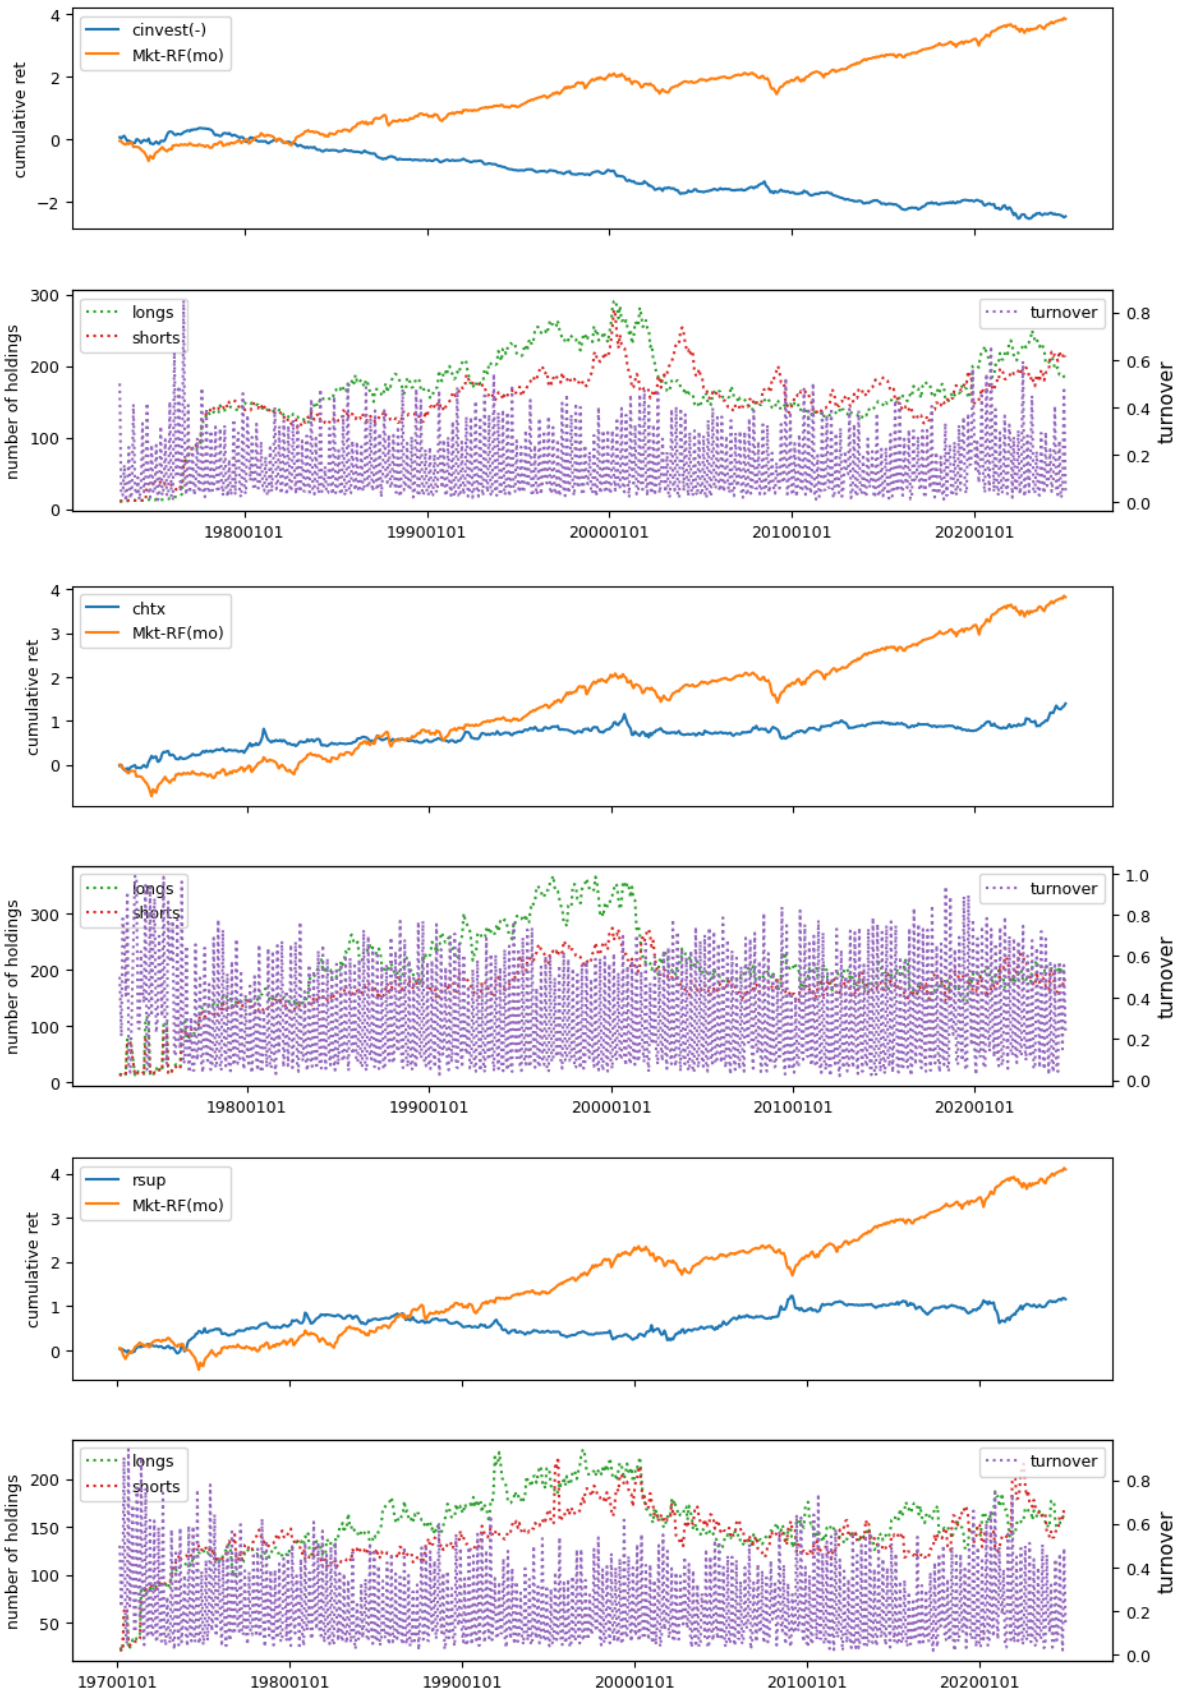 4
cinvest(-)
Mkt-RF(mo)
2
cumulative ret
0
−2
300
longs
turnover
0.8
shorts
number of holdings
0.6
200
0.4
turnover
100
0.2
0
0.0
19800101 19900101 20000101 20100101 20200101
4
chtx
Mkt-RF(mo)
3
cumulative ret
2
1
0
longs
turnover
1.0
shorts
300
0.8
number of holdings
0.6
200
turnover
0.4
100
0.2
0
0.0
19800101 19900101 20000101 20100101 20200101
4
rsup
Mkt-RF(mo)
3
cumulative ret
2
1
0
longs
turnover
200
shorts
0.8
number of holdings
150
0.6
turnover
100
0.4
50
0.2
0.0
19700101 19800101 19900101 20000101 20100101 20200101